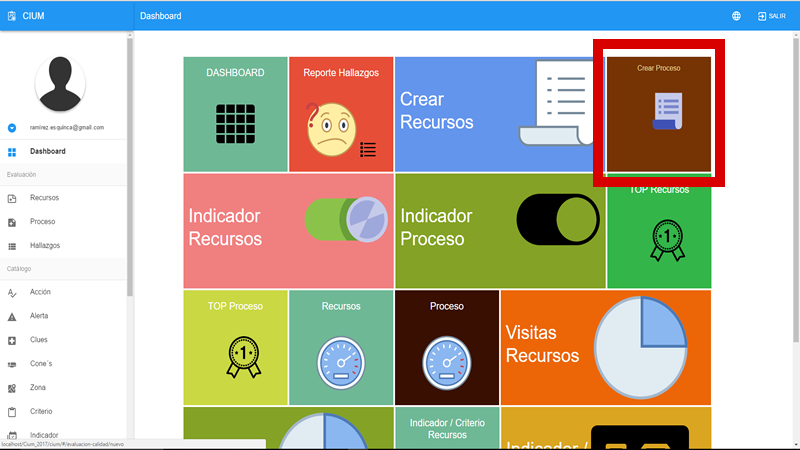 CIUM
Dashboard
SALIR
ramirez.esquinca@gmail.com
Dashboard
Evaluación
Recursos
Proceso
Hallazgos
Catálogo
Acción
Alerta
Clues
Cone´s
Zona
Criterio
Indicador
localhost/Cium_2017/cium/#/evaluacion-calidad/nuevo
DASHBOARD
Reporte Hallazgos
Crear
Recursos
Crear Proceso
Indicador
Recursos
Indicador
Proceso
TOP Recursos
1
TOP Proceso
1
Recursos
Proceso
Visitas
Recursos
Indicador / Criterio
Recursos
Indicador /